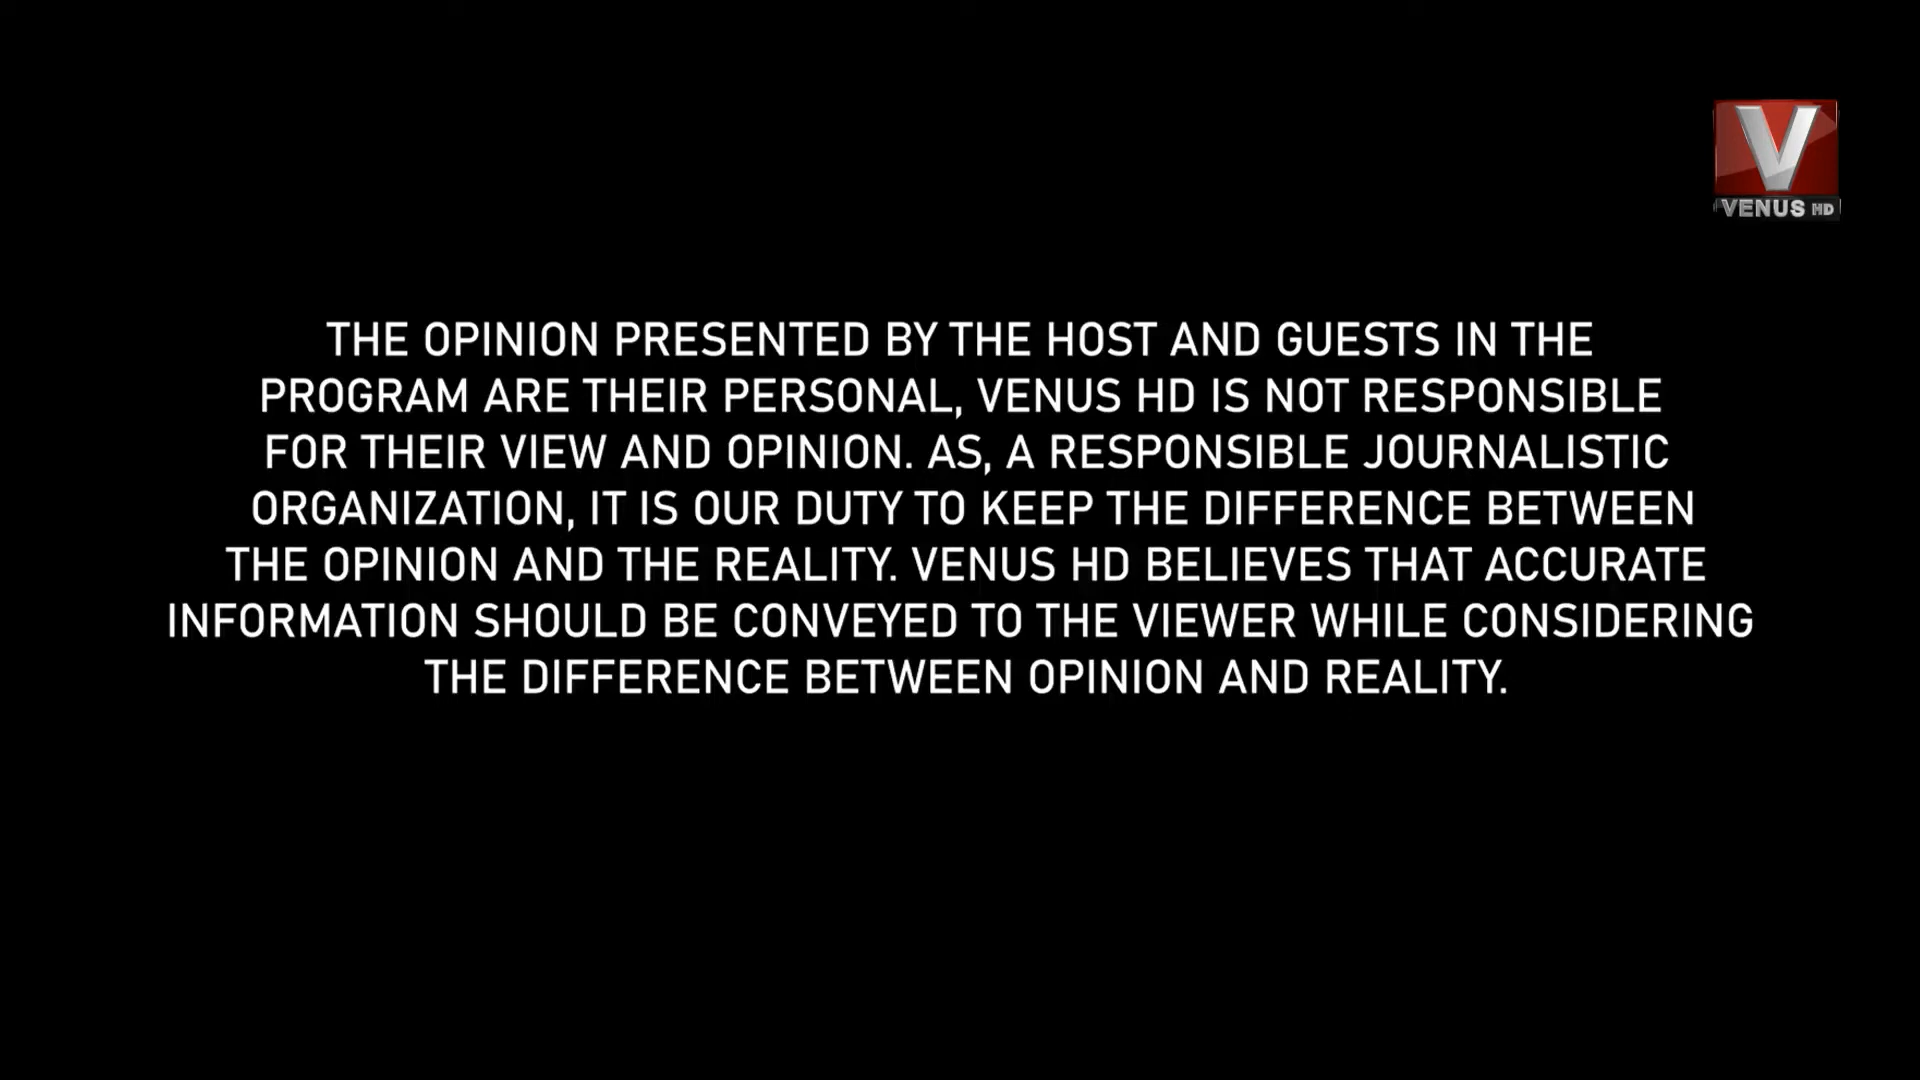 V
VENUS HD
THE OPINION PRESENTED BY THE HOST AND GUESTS IN THE
PROGRAM ARE THEIR PERSONAL, VENUS HD IS NOT RESPONSIBLE
FOR THEIR VIEW AND OPINION. AS, A RESPONSIBLE JOURNALISTIC
ORGANIZATION, IT IS OUR DUTY TO KEEP THE DIFFERENCE BETWEEN
THE OPINION AND THE REALITY. VENUS HD BELIEVES THAT ACCURATE
INFORMATION SHOULD BE CONVEYED TO THE VIEWER WHILE CONSIDERING
THE DIFFERENCE BETWEEN OPINION AND REALITY.